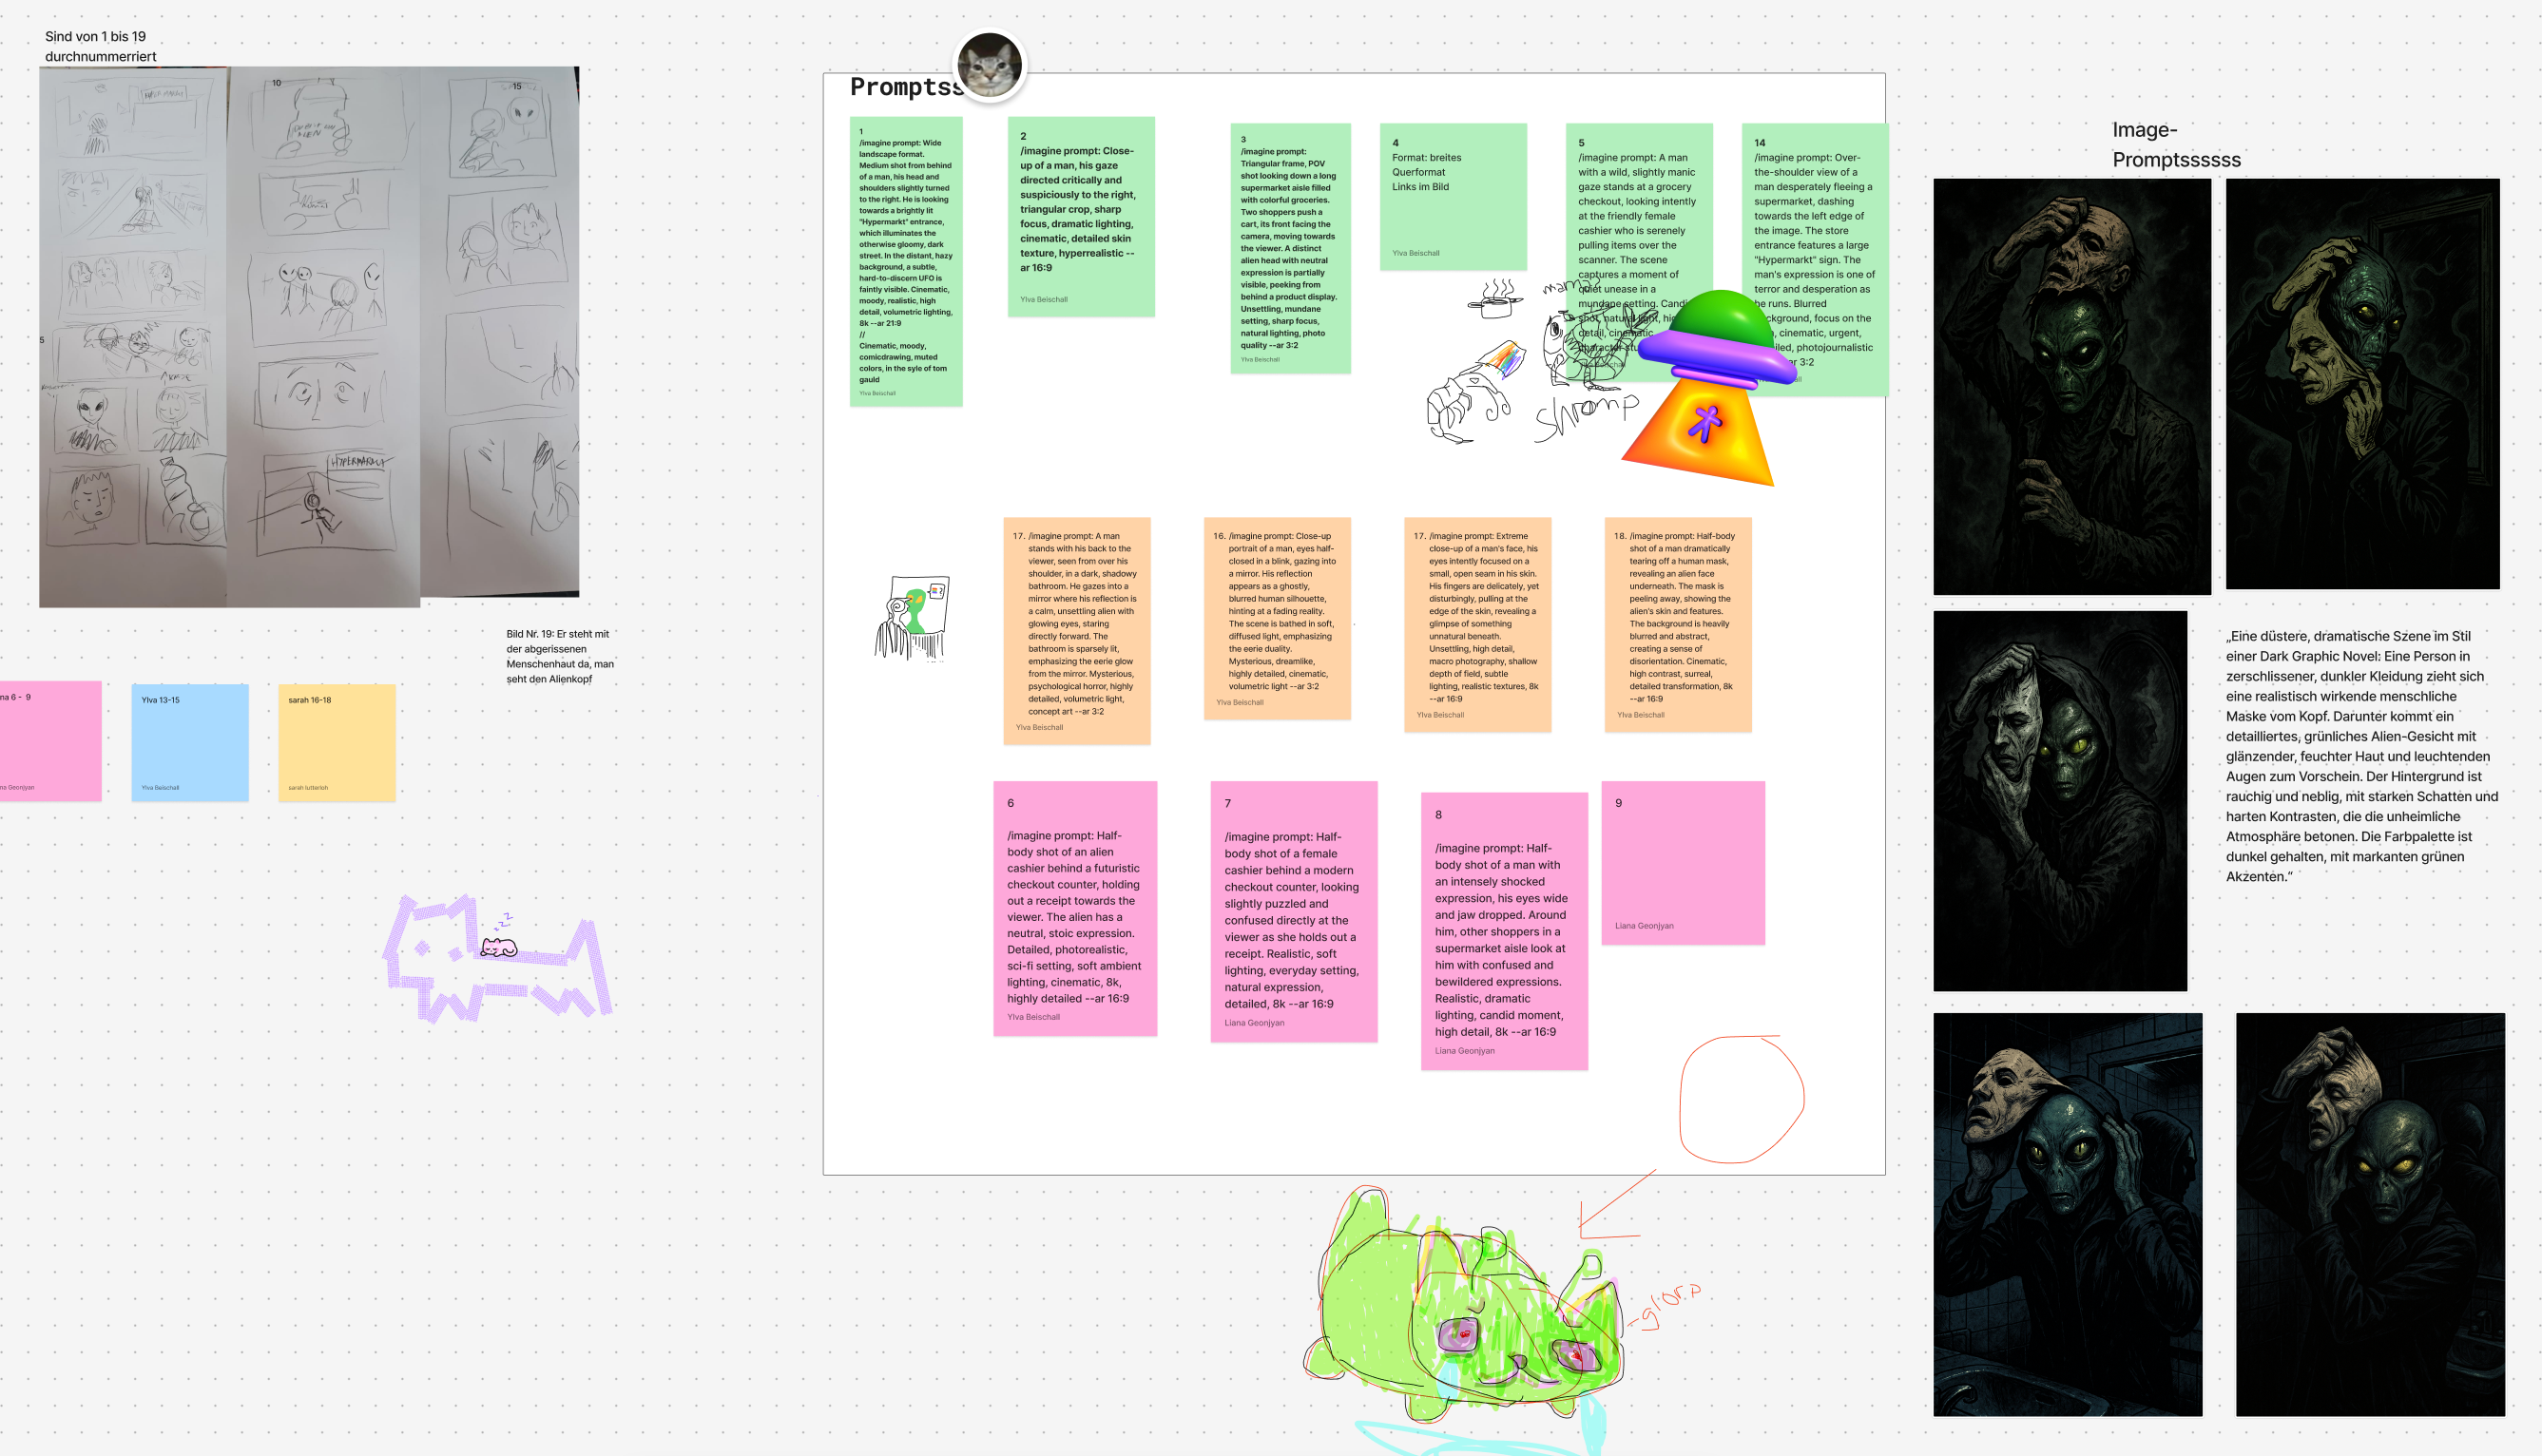 Sind von 1 bis 19
durchnummerriert
10
15
5
HYPERMARKT
Bild Nr. 19: Er steht mit
der abgerissenen
Menschenhaut da, man
seht den Alienkopf
na 6 - 9
na Geonjyan
Ylva 13-15
Ylva Beischall
sarah 16-18
sarah lutterloh
zzZ
Promptss
1
/imagine prompt: Wide
landscape format.
Medium shot from behind
of a man, his head and
shoulders slightly turned
to the right. He is looking
towards a brightly lit
"Hypermarkt" entrance,
which illuminates the
otherwise gloomy, dark
street. In the distant, hazy
background, a subtle,
hard-to-discern UFO is
faintly visible. Cinematic,
moody, realistic, high
detail, volumetric lighting,
8k --ar 21:9
//
Cinematic, moody,
comicdrawing, muted
colors, in the syle of tom
gauld
Ylva Beischall
2
/imagine prompt: Close-
up of a man, his gaze
directed critically and
suspiciously to the right,
triangular crop, sharp
focus, dramatic lighting,
cinematic, detailed skin
texture, hyperrealistic --
ar 16:9
Ylva Beischall
3
/imagine prompt:
Triangular frame, POV
shot looking down a long
supermarket aisle filled
with colorful groceries.
Two shoppers push a
cart, its front facing the
camera, moving towards
the viewer. A distinct
alien head with neutral
expression is partially
visible, peeking from
behind a product display.
Unsettling, mundane
setting, sharp focus,
natural lighting, photo
quality --ar 3:2
Ylva Beischall
4
Format: breites
Querformat
Links im Bild
Ylva Beischall
5
/imagine prompt: A man
with a wild, slightly manic
gaze stands at a grocery
checkout, looking intently
at the friendly female
cashier who is serenely
pulling items over the
scanner. The scene
captures a moment of
quiet unease in a
mundane setting. Candid
shot, natural light, high
detail, cinematic,
character
14
/imagine prompt: Over-
the-shoulder view of a
man desperately fleeing a
supermarket, dashing
towards the left edge of
the image. The store
entrance features a large
"Hypermarkt" sign. The
man's expression is one of
terror and desperation as
he runs. Blurred
background, focus on the
cinematic, urgent,
detailed, photojournalistic
ar 3:2
shromp
17. /imagine prompt: A man
stands with his back to the
viewer, seen from over his
shoulder, in a dark, shadowy
bathroom. He gazes into a
mirror where his reflection is
a calm, unsettling alien with
glowing eyes, staring
directly forward. The
bathroom is sparsely lit,
emphasizing the eerie glow
from the mirror. Mysterious,
psychological horror, highly
detailed, volumetric light,
concept art --ar 3:2
Ylva Beischall
16. /imagine prompt: Close-up
portrait of a man, eyes half-
closed in a blink, gazing into
a mirror. His reflection
appears as a ghostly,
blurred human silhouette,
hinting at a fading reality.
The scene is bathed in soft,
diffused light, emphasizing
the eerie duality.
Mysterious, dreamlike,
highly detailed, cinematic,
volumetric light --ar 3:2
Ylva Beischall
17. /imagine prompt: Extreme
close-up of a man's face, his
eyes intently focused on a
small, open seam in his skin.
His fingers are delicately, yet
disturbingly, pulling at the
edge of the skin, revealing a
glimpse of something
unnatural beneath.
Unsettling, high detail,
macro photography, shallow
depth of field, subtle
lighting, realistic textures, 8k
--ar 16:9
Ylva Beischall
18. /imagine prompt: Half-body
shot of a man dramatically
tearing off a human mask,
revealing an alien face
underneath. The mask is
peeling away, showing the
alien's skin and features.
The background is heavily
blurred and abstract,
creating a sense of
disorientation. Cinematic,
high contrast, surreal,
detailed transformation, 8k
--ar 16:9
Ylva Beischall
6
/imagine prompt: Half-
body shot of an alien
cashier behind a futuristic
checkout counter, holding
out a receipt towards the
viewer. The alien has a
neutral, stoic expression.
Detailed, photorealistic,
sci-fi setting, soft ambient
lighting, cinematic, 8k,
highly detailed --ar 16:9
Ylva Beischall
7
/imagine prompt: Half-
body shot of a female
cashier behind a modern
checkout counter, looking
slightly puzzled and
confused directly at the
viewer as she holds out a
receipt. Realistic, soft
lighting, everyday setting,
natural expression,
detailed, 8k --ar 16:9
Liana Geonjyan
8
/imagine prompt: Half-
body shot of a man with
an intensely shocked
expression, his eyes wide
and jaw dropped. Around
him, other shoppers in a
supermarket aisle look at
him with confused and
bewildered expressions.
Realistic, dramatic
lighting, candid moment,
high detail, 8k --ar 16:9
Liana Geonjyan
9
Liana Geonjyan
-glorp
Image-
Promptssssss
„Eine düstere, dramatische Szene im Stil
einer Dark Graphic Novel: Eine Person in
zerschlissener, dunkler Kleidung zieht sich
eine realistisch wirkende menschliche
Maske vom Kopf. Darunter kommt ein
detailliertes, grünliches Alien-Gesicht mit
glänzender, feuchter Haut und leuchtenden
Augen zum Vorschein. Der Hintergrund ist
rauchig und neblig, mit starken Schatten und
harten Kontrasten, die die unheimliche
Atmosphäre betonen. Die Farbpalette ist
dunkel gehalten, mit markanten grünen
Akzenten.“